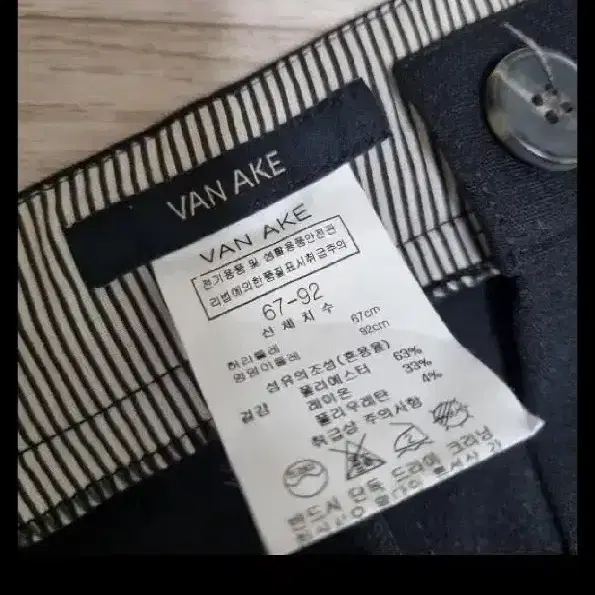 VAN AKE
VAN AKE
전기용품 및 생활용품안전관
리법에의한품질표시취급주의
67-92
신체치수
허리둘레 67cm
엉덩이둘레 92cm
섬유의조성(혼용율)
겉감 폴리에스터 63%
레이온 33%
폴리우레탄 4%
취급상 주의사항
반드시 단독 드라이 크리닝